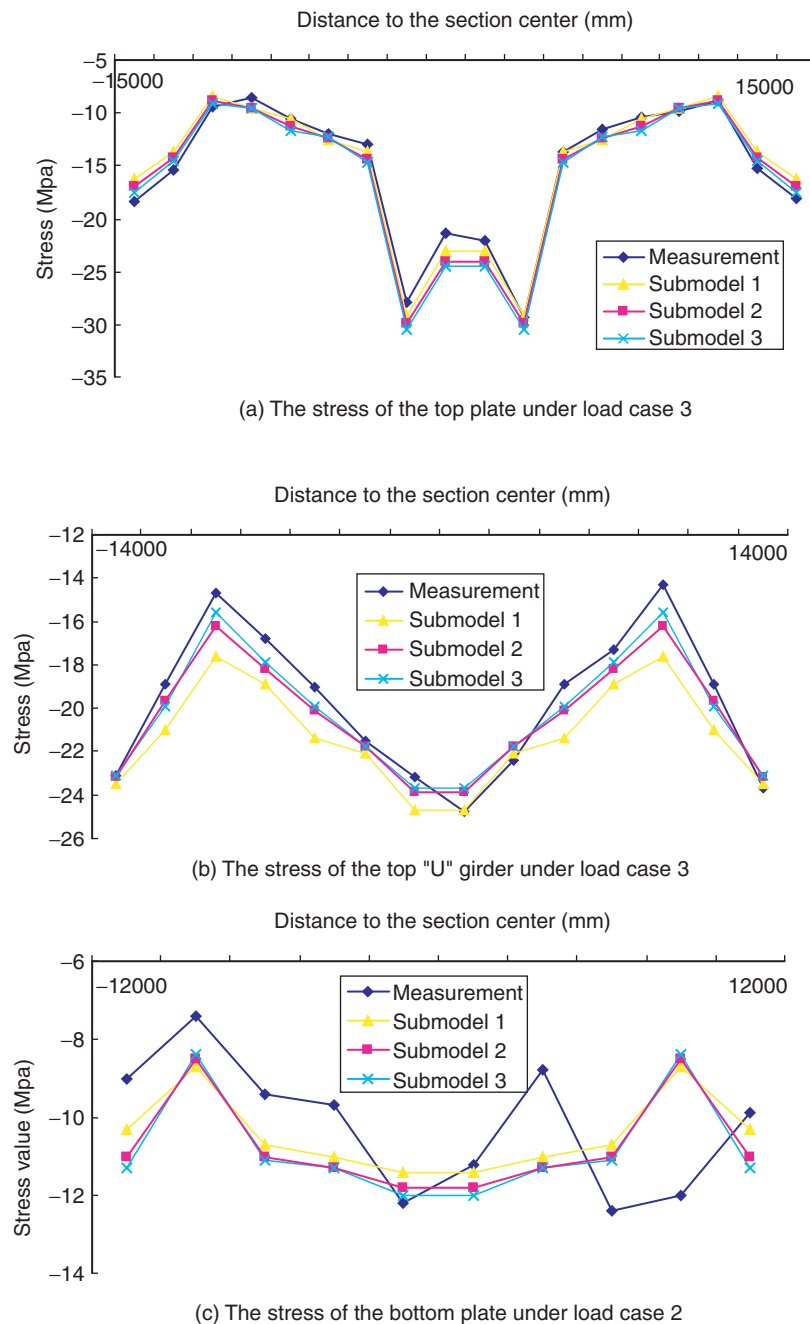 Distance to the section center (mm)
−5
−15000
15000
−10
−15
−20
−25
−30
−35
Stress (Mpa)
Measurement
Submodel 1
Submodel 2
Submodel 3
(a) The stress of the top plate under load case 3
Distance to the section center (mm)
−12
−14000
14000
−14
−16
−18
−20
−22
−24
−26
Stress (Mpa)
Measurement
Submodel 1
Submodel 2
Submodel 3
(b) The stress of the top "U" girder under load case 3
Distance to the section center (mm)
−6
−12000
12000
−8
−10
−12
−14
Stress value (Mpa)
Measurement
Submodel 1
Submodel 2
Submodel 3
(c) The stress of the bottom plate under load case 2